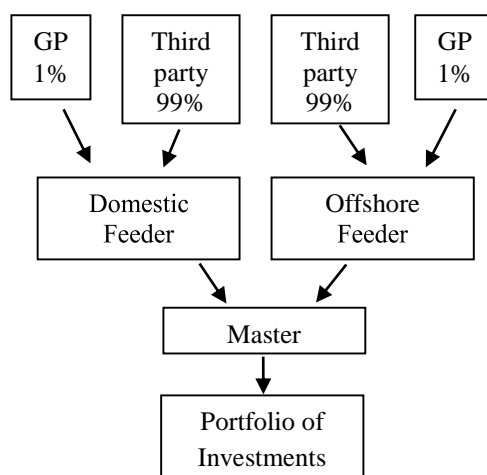 GP
1%
Third
party
99%
Third
party
99%
GP
1%
Domestic
Feeder
Offshore
Feeder
Master
Portfolio of
Investments